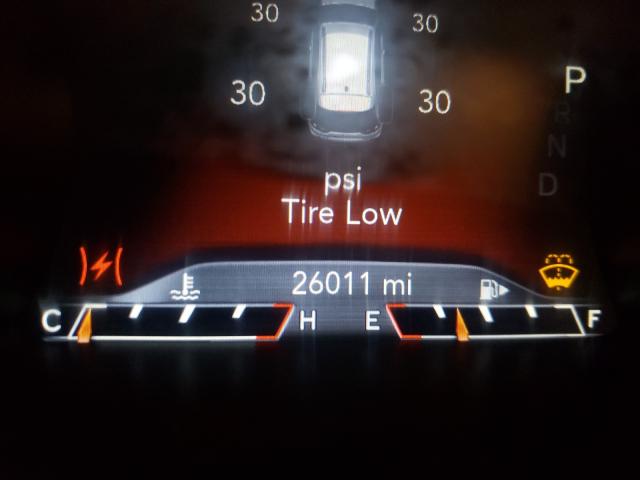 30 30
30 30
P
R
N
D
psi
Tire Low
26011 mi
C H E F